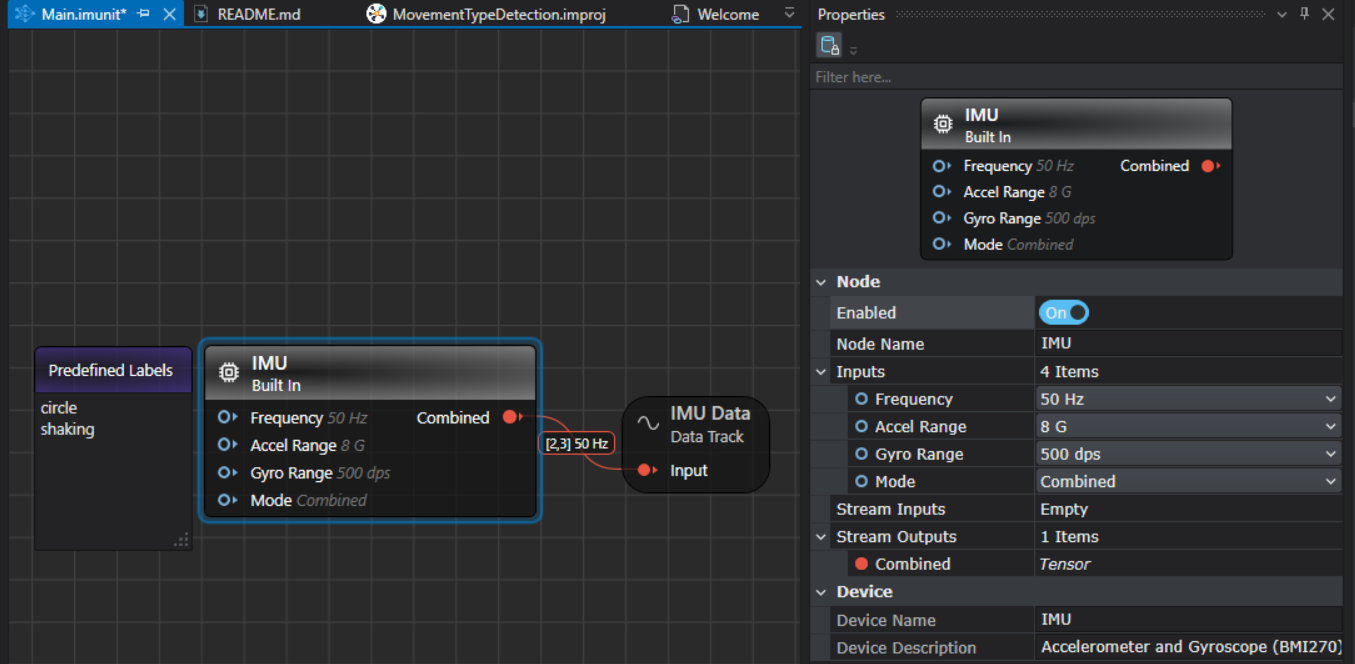 Main.imunit*
README.md
MovementTypeDetection.improj
Welcome
Predefined Labels
circle
shaking
IMU
Built In
Frequency 50 Hz
Combined
Accel Range 8 G
Gyro Range 500 dps
Mode Combined
[2,3] 50 Hz
IMU Data
Data Track
Input
Properties
Filter here...
IMU
Built In
Frequency 50 Hz
Combined
Accel Range 8 G
Gyro Range 500 dps
Mode Combined
Node
Enabled On
Node Name IMU
Inputs 4 Items
Frequency 50 Hz
Accel Range 8 G
Gyro Range 500 dps
Mode Combined
Stream Inputs Empty
Stream Outputs 1 Items
Combined Tensor
Device
Device Name IMU
Device Description Accelerometer and Gyroscope (BMI270)